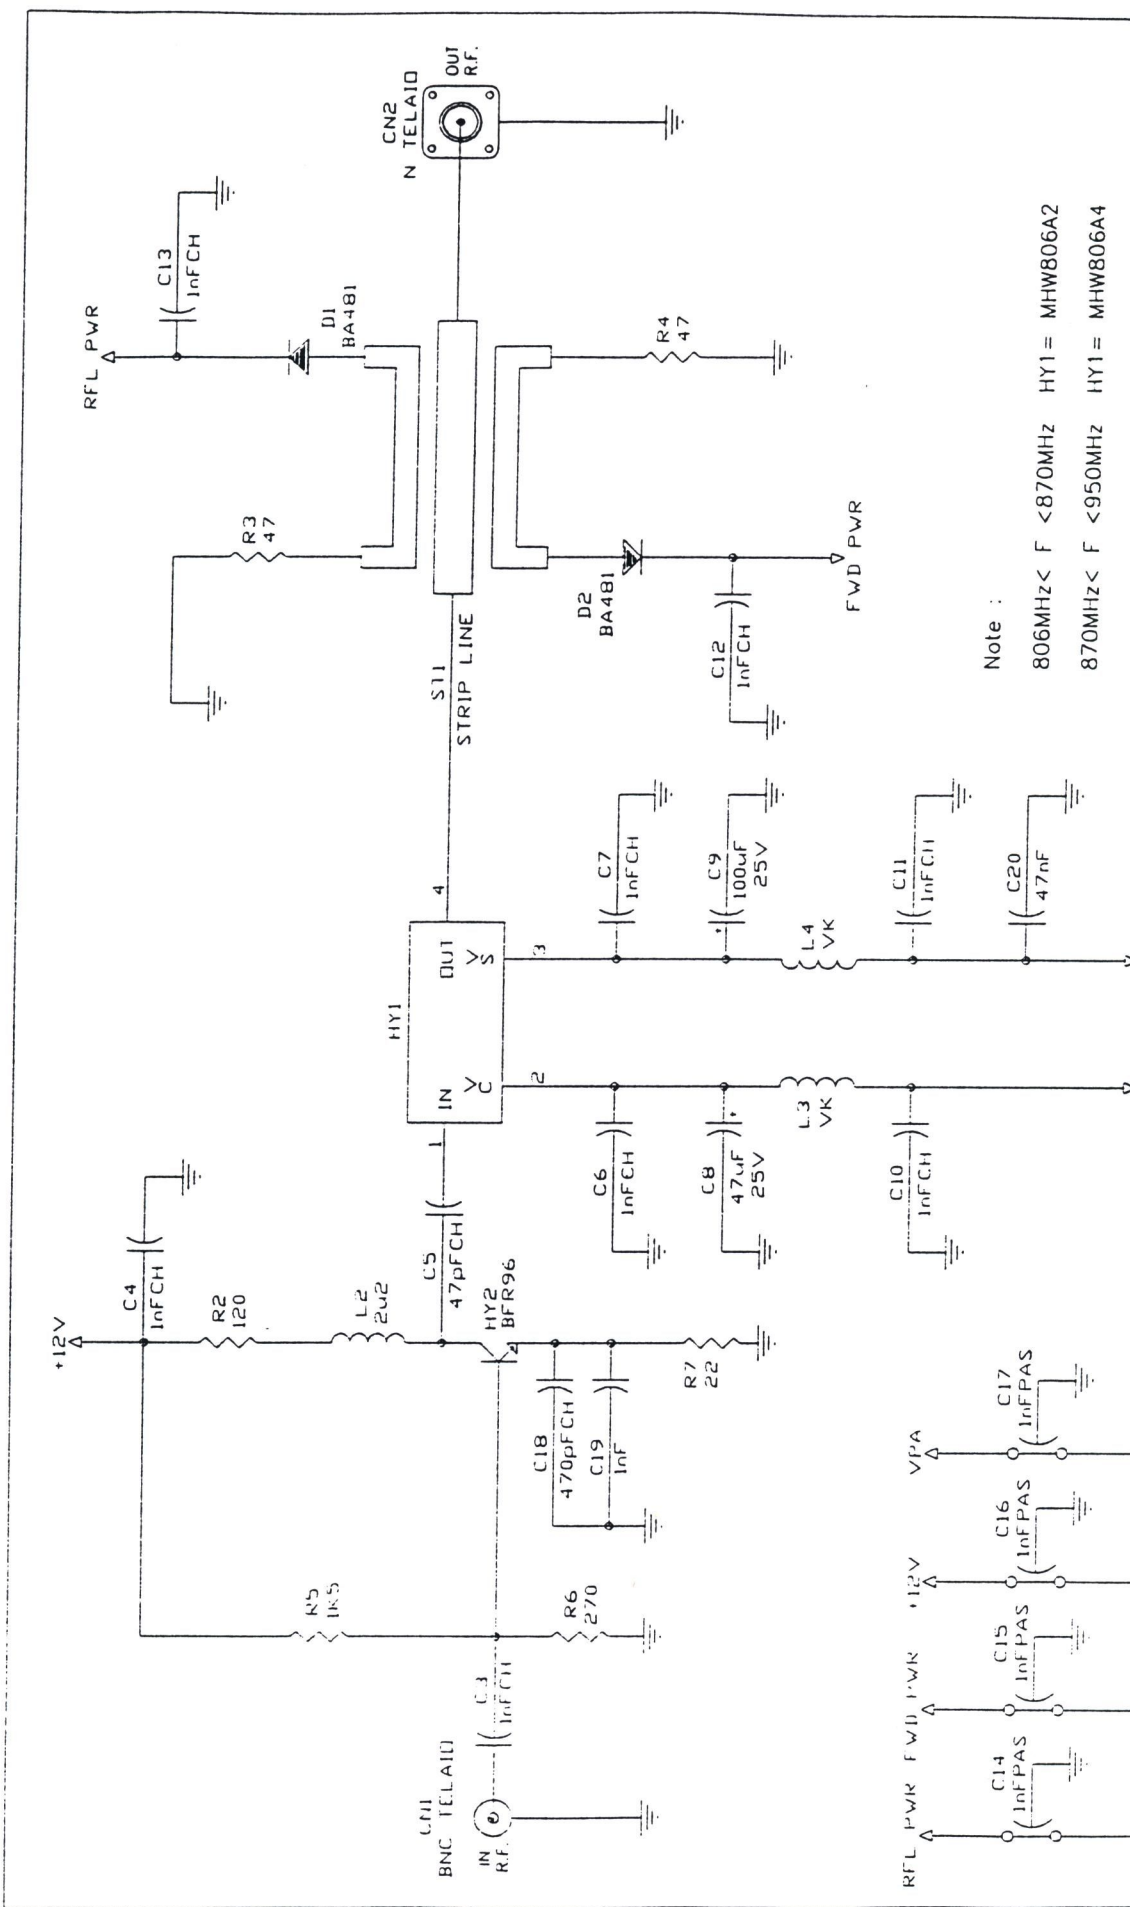 CN1
BNC TELAIO
IN
R.F.
C3
1nFCH
R5
1K5
R6
270
+12V
C4
1nFCH
R2
120
L2
2u2
C5
47pFCH
HY2
BFR96
C18
470pFCH
C19
1nF
R7
22
HY1
IN
OUT
VC
VS
1
2
3
4
C6
1nFCH
C8
47uF
25V
+
L3
VK
C10
1nFCH
C7
1nFCH
C9
100uF
25V
+
L4
VK
C11
1nFCH
C20
47nF
ST1
STRIP LINE
R3
47
RFL PWR
C13
1nFCH
D1
BA481
R4
47
D2
BA481
C12
1nFCH
FWD PWR
CN2
N TELAIO
OUT
R.F.
RFL PWR
C14
1nFPAS
FWD PWR
C15
1nFPAS
+12V
C16
1nFPAS
VPA
C17
1nFPAS
Note :
806MHz< F <870MHz HY1= MHW806A2
870MHz< F <950MHz HY1= MHW806A4